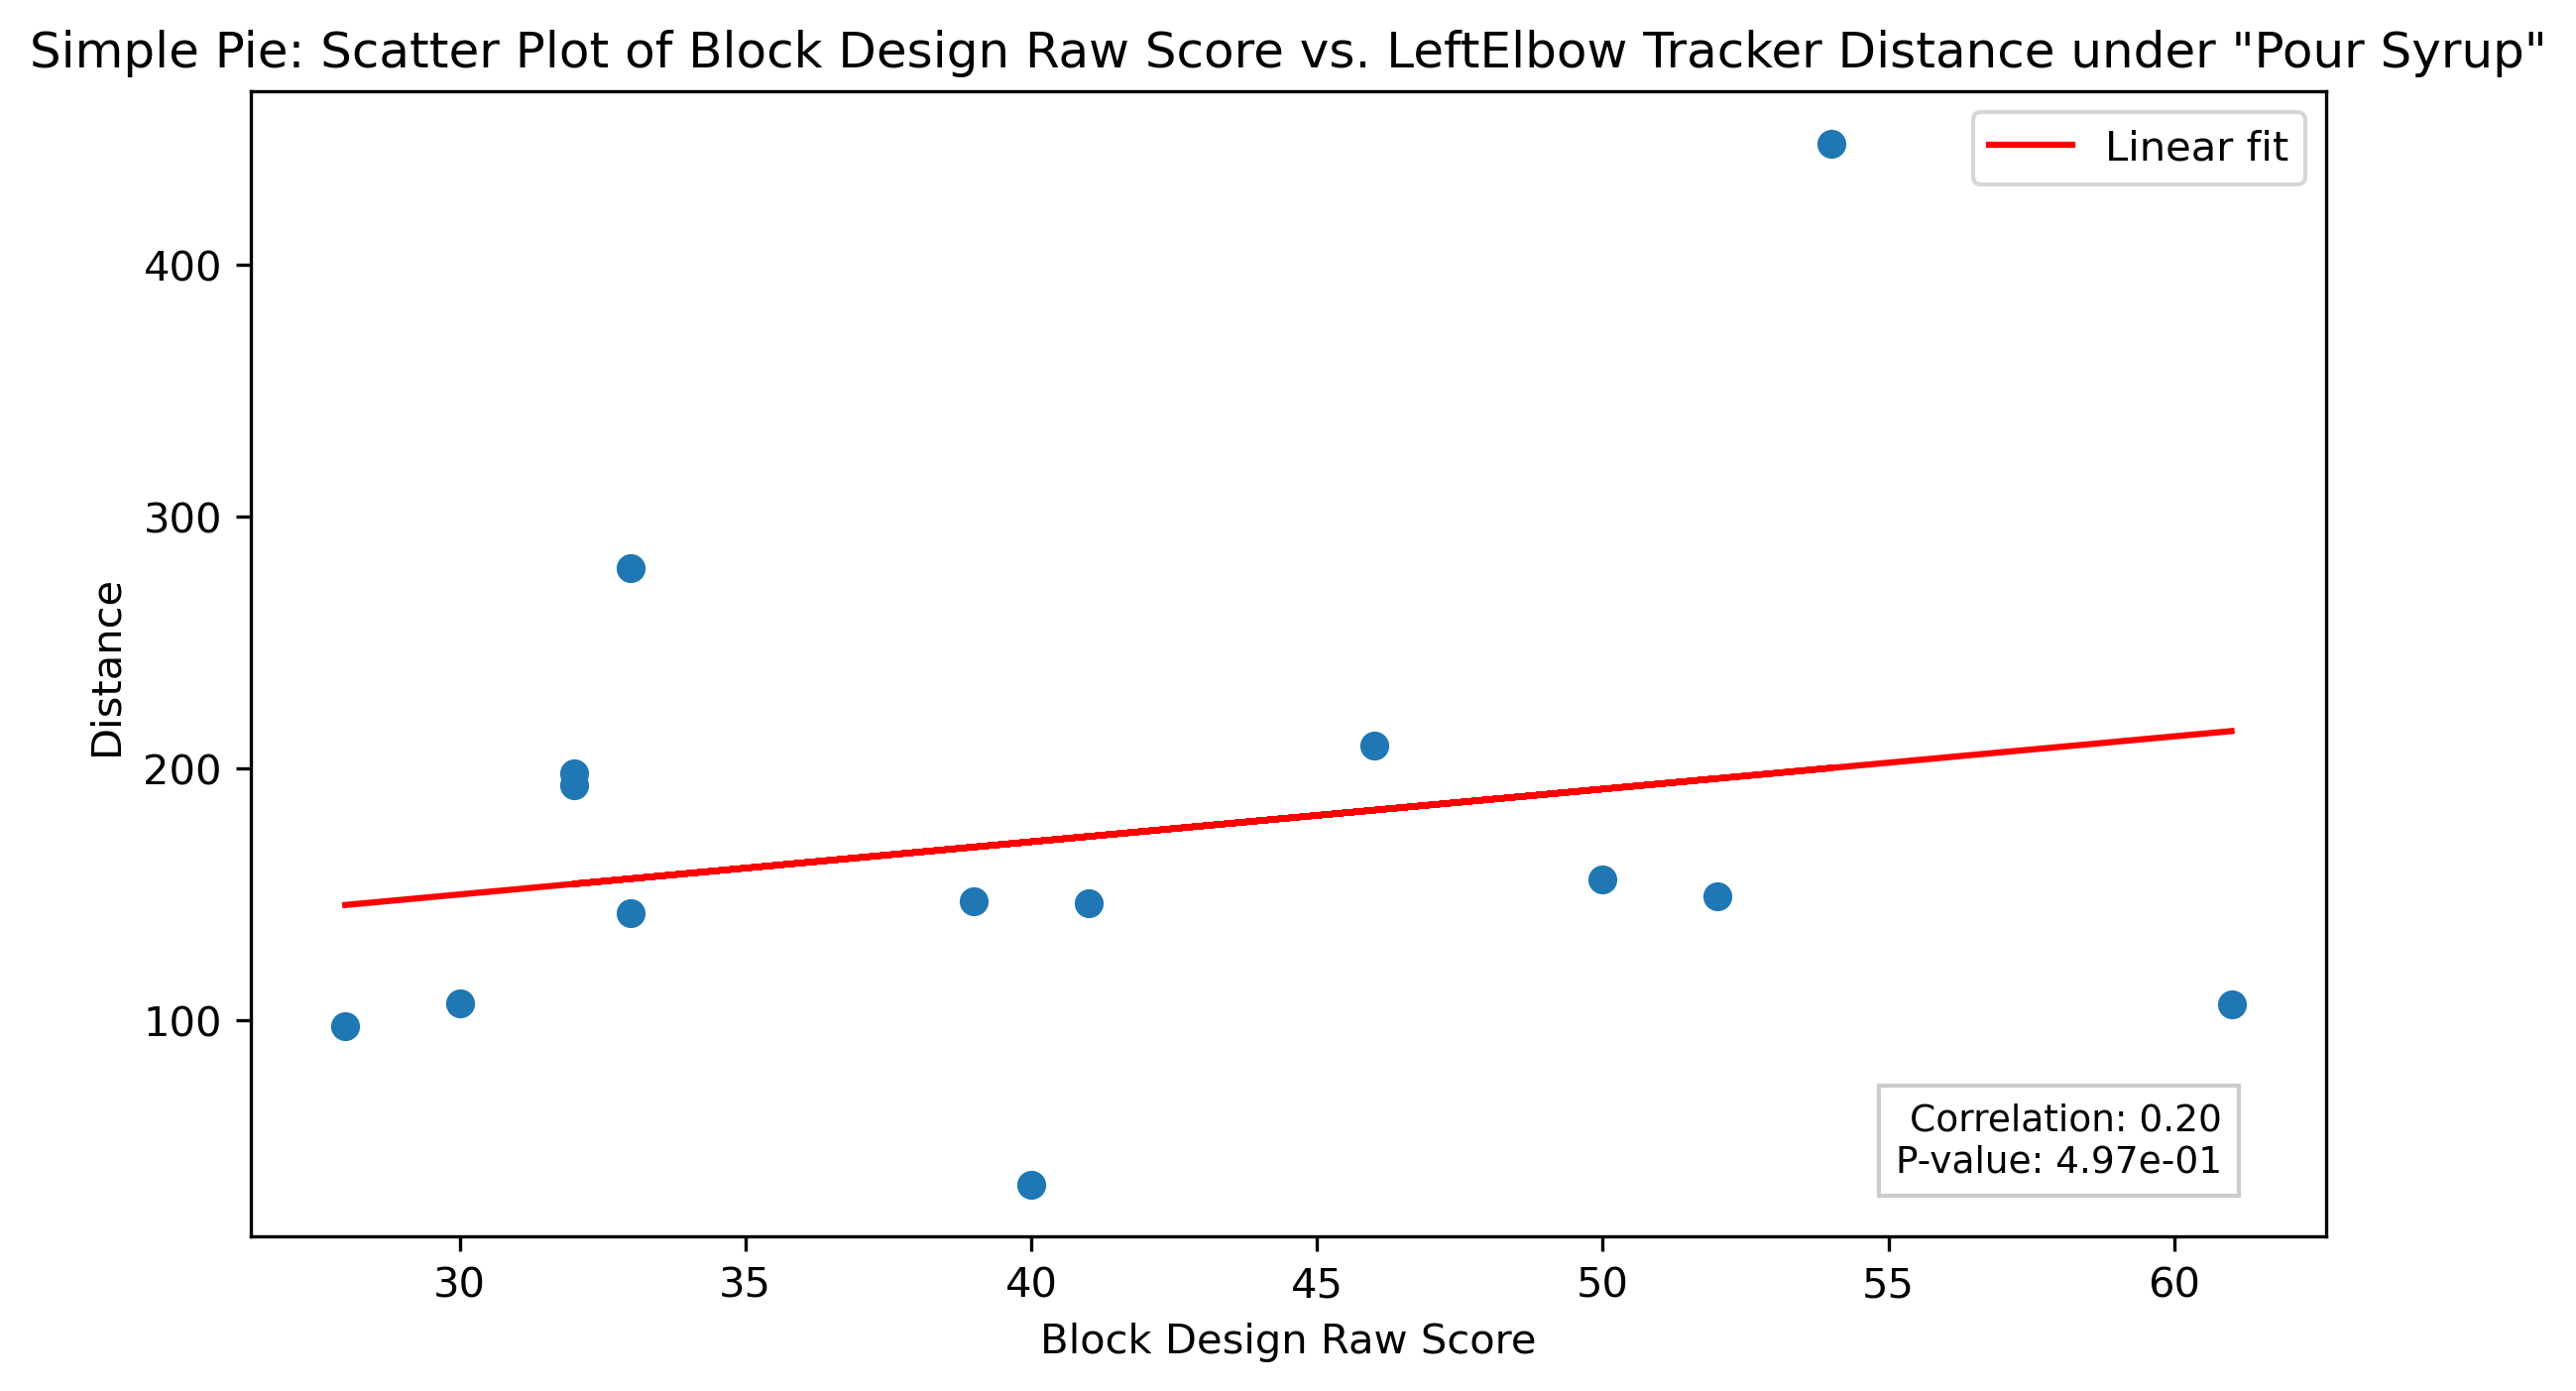 Simple Pie: Scatter Plot of Block Design Raw Score vs. LeftElbow Tracker Distance under "Pour Syrup"
Linear fit
400
300
200
100
Distance
Correlation: 0.20
P-value: 4.97e-01
30 35 40 45 50 55 60
Block Design Raw Score